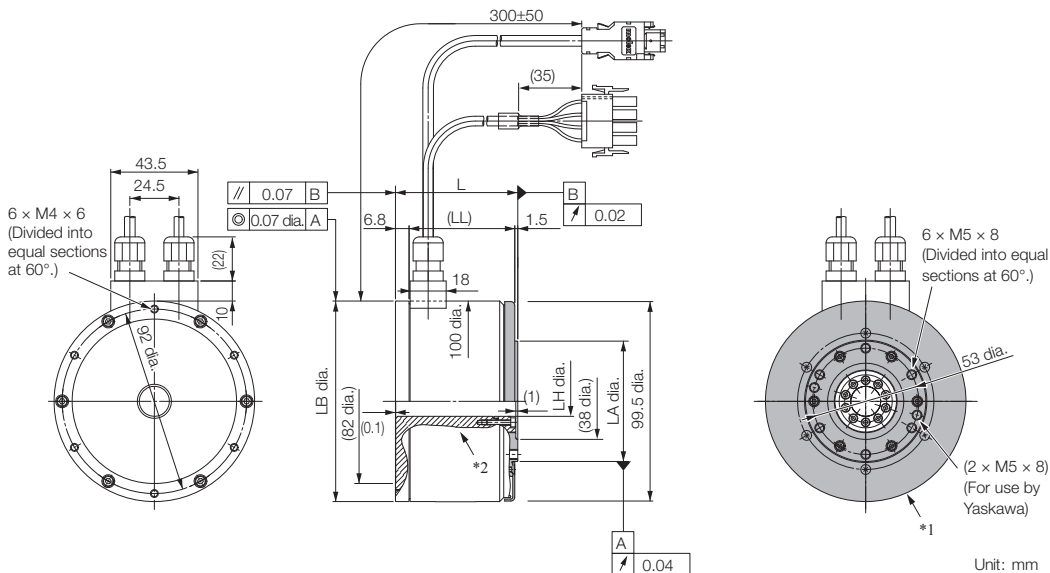 300±50
molex
(35)
43.5
24.5
6 × M4 × 6
(Divided into
equal sections
at 60°.)
(22)
10
92 dia.
// 0.07 B
◎ 0.07 dia. A
L
B
↗ 0.02
6.8
(LL)
1.5
18
100 dia.
LB dia.
(82 dia.)
(0.1)
(1)
LH dia.
(38 dia.)
LA dia.
99.5 dia.
*2
A
↗ 0.04
6 × M5 × 8
(Divided into equal
sections at 60°.)
53 dia.
(2 × M5 × 8)
(For use by
Yaskawa)
*1
Unit: mm